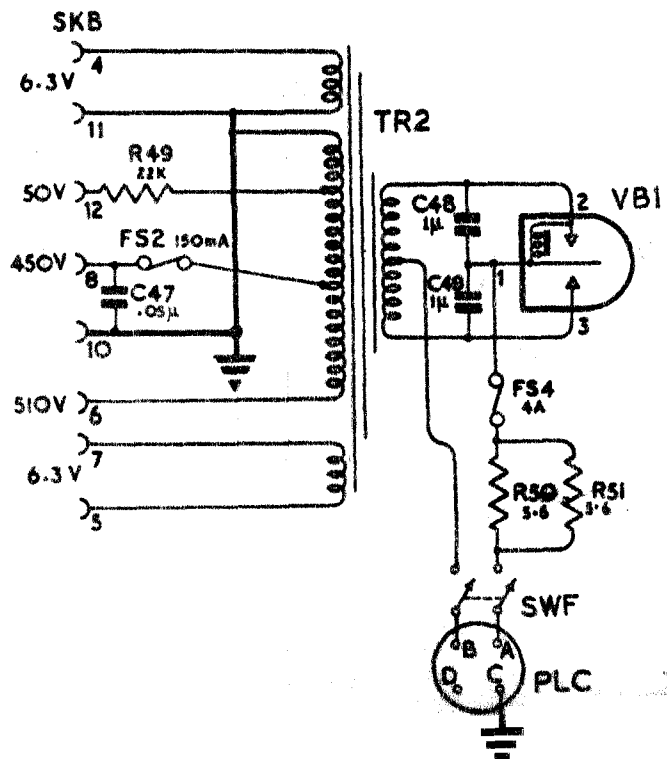 SKB
4
6.3V
11
TR2
R49
22K
50V
12
FS2 150mA
450V
8
C47
.05μ
10
510V
6
7
6.3V
5
C48
1μ
C49
1μ
2
VB1
1
3
FS4
4A
R50
5.6
R51
5.6
SWF
B A
D C
PLC